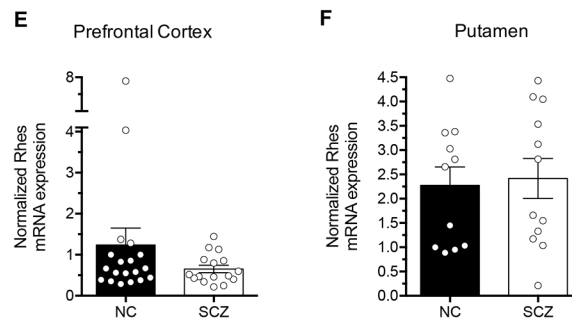 E
Prefrontal Cortex
Normalized Rhes
mRNA expression
8
4
2
1
0
NC
SCZ
F
Putamen
Normalized Rhes
mRNA expression
4.5
4.0
3.5
3.0
2.5
2.0
1.5
1.0
0.5
0.0
NC
SCZ